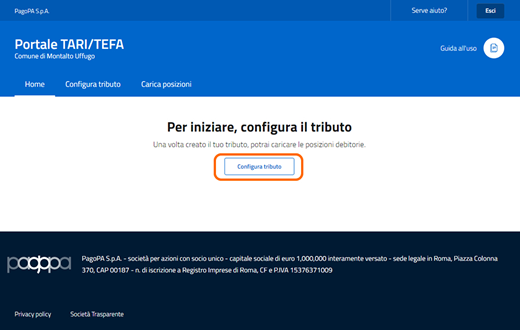 PagoPA S.p.A.
Serve aiuto?
Esci
Portale TARI/TEFA
Comune di Montalto Uffugo
Guida all'uso
Home
Configura tributo
Carica posizioni
Per iniziare, configura il tributo
Una volta creato il tuo tributo, potrai caricare le posizioni debitorie.
Configura tributo
pagopa
PagoPA S.p.A. - società per azioni con socio unico - capitale sociale di euro 1,000,000 interamente versato - sede legale in Roma, Piazza Colonna
370, CAP 00187 - n. di iscrizione a Registro Imprese di Roma, CF e P.IVA 15376371009
Privacy policy
Società Trasparente